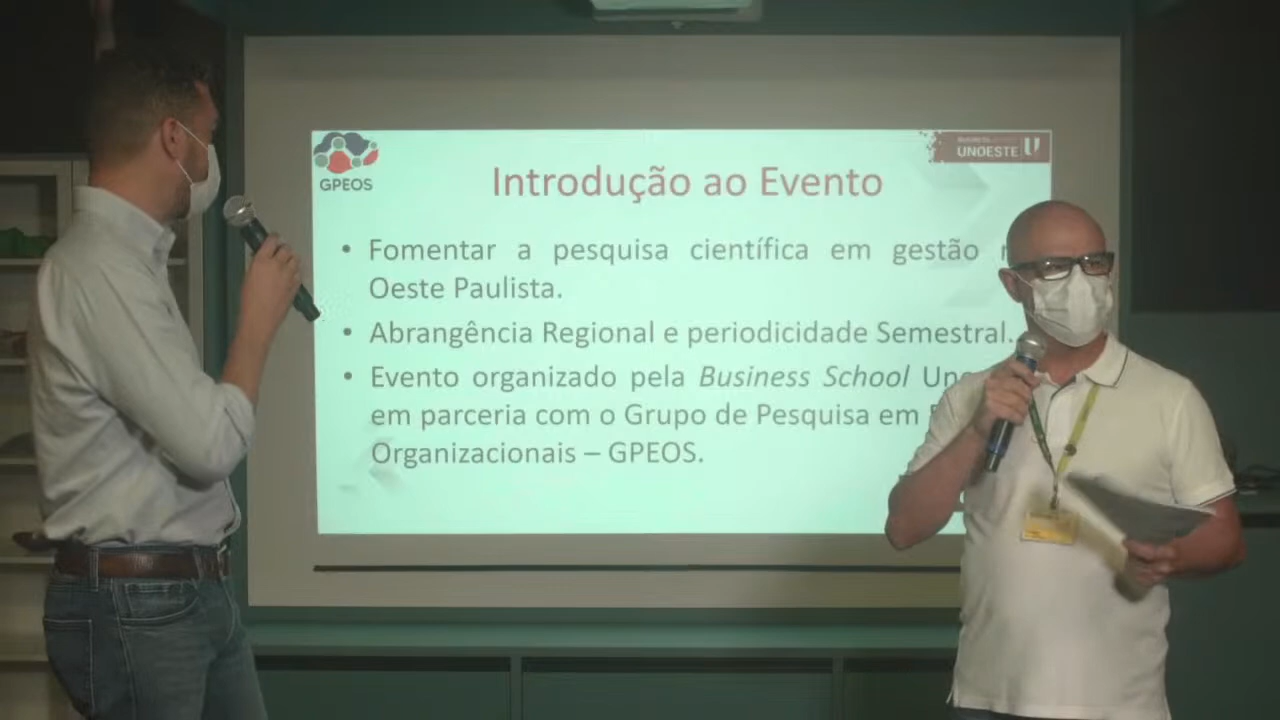 GPEOS
UNOESTE
Introdução ao Evento
• Fomentar a pesquisa científica em gestão
Oeste Paulista.
• Abrangência Regional e periodicidade Semestral.
• Evento organizado pela Business School
em parceria com o Grupo de Pesquisa em
Organizacionais – GPEOS.